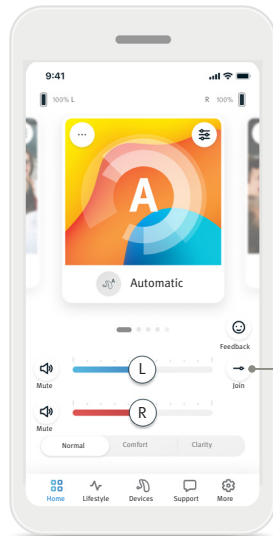 9:41
100% L
R 100%
...
A
Automatic
Feedback
L
Mute
Join
R
Mute
Normal Comfort Clarity
Home Lifestyle Devices Support More